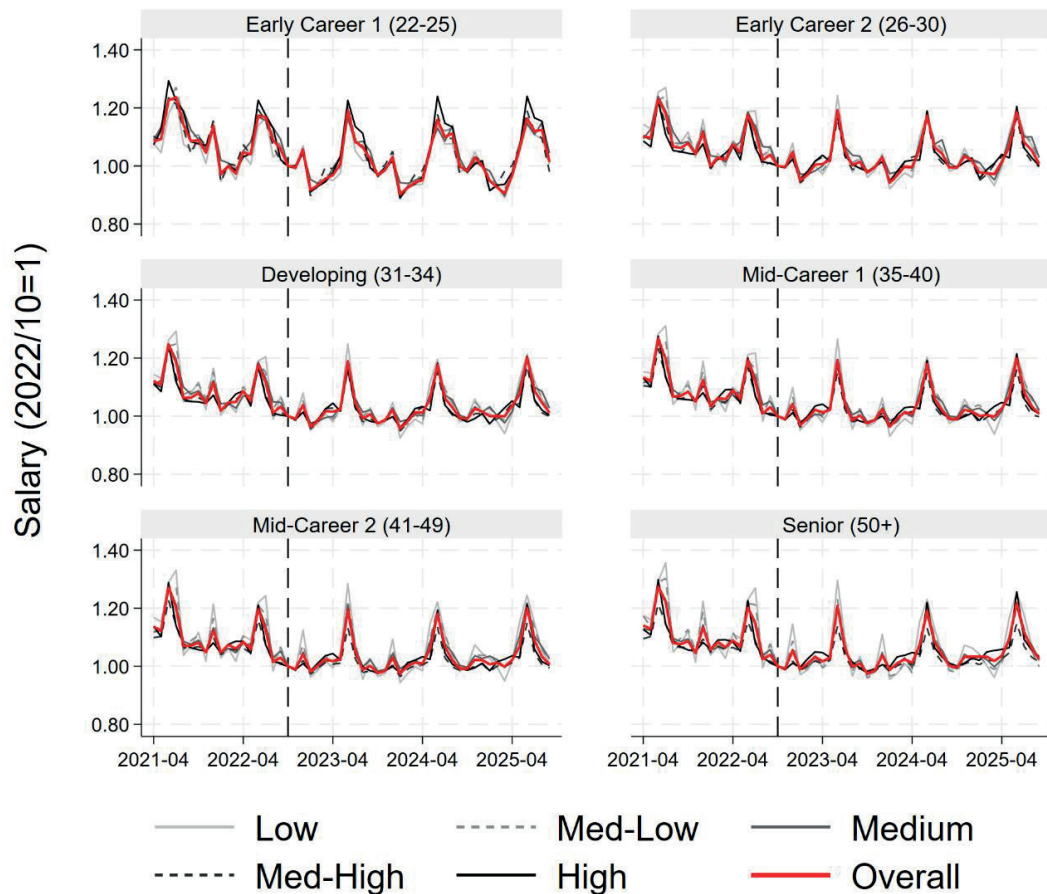 Early Career 1 (22-25)
Early Career 2 (26-30)
1.40
1.20
1.00
0.80
Developing (31-34)
Mid-Career 1 (35-40)
1.40
1.20
1.00
0.80
Mid-Career 2 (41-49)
Senior (50+)
1.40
1.20
1.00
0.80
Salary (2022/10=1)
2021-04 2022-04 2023-04 2024-04 2025-04
2021-04 2022-04 2023-04 2024-04 2025-04
Low Med-Low Medium
Med-High High Overall